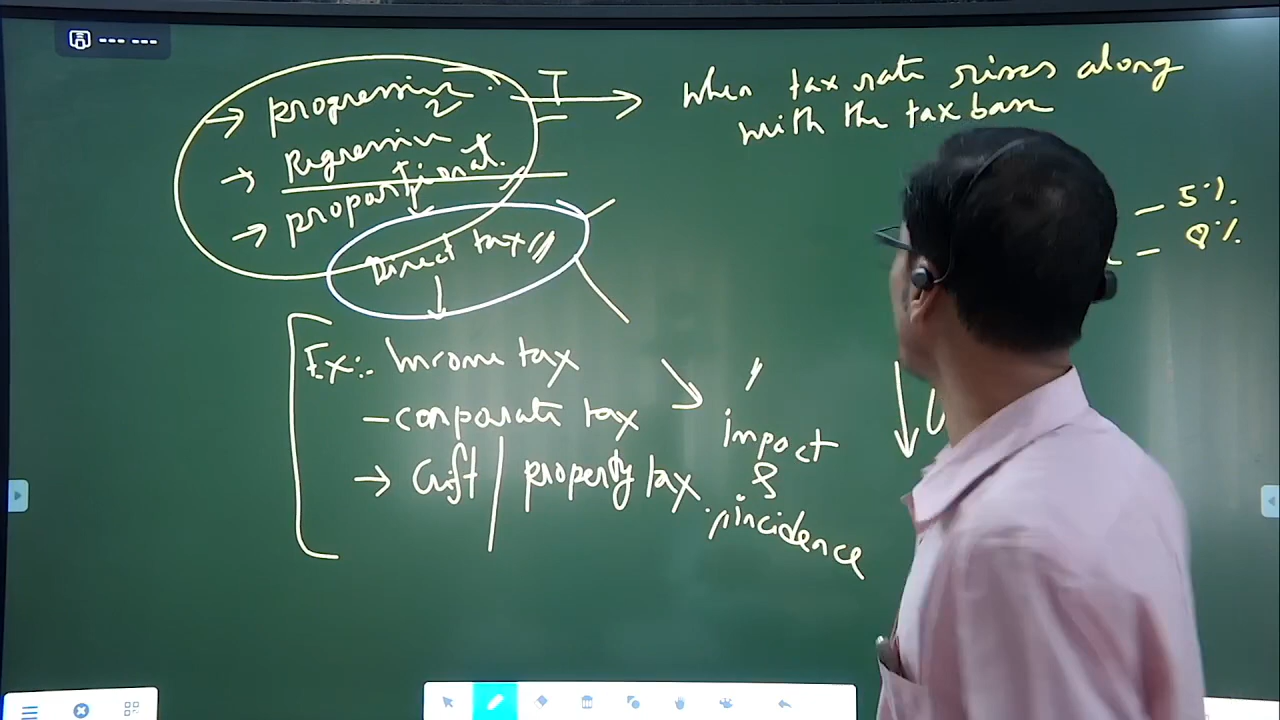 → progressive.
→ Regressive
→ proportional.
I → when tax rate rises along
with the tax base
- 5%.
- 8%.
Direct tax
Ex:- Income tax
- corporate tax
→ Gift / property tax.
impact
&
incidence